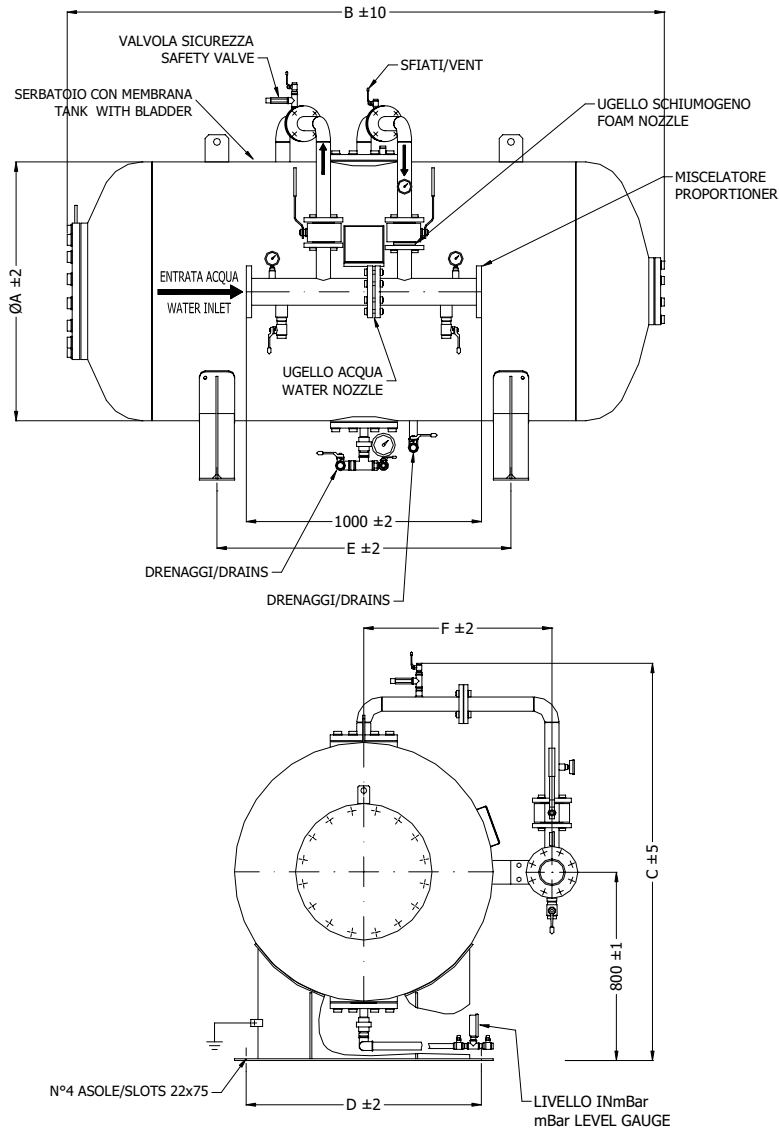 B ±10
VALVOLA SICUREZZA
SAFETY VALVE
SFIATI/VENT
SERBATOIO CON MEMBRANA
TANK WITH BLADDER
UGELLO SCHIUMOGENO
FOAM NOZZLE
MISCELATORE
PROPORTIONER
ØA ±2
ENTRATA ACQUA
WATER INLET
UGELLO ACQUA
WATER NOZZLE
1000 ±2
E ±2
DRENAGGI/DRAINS
DRENAGGI/DRAINS
F ±2
C ±5
800 ±1
N°4 ASOLE/SLOTS 22x75
D ±2
LIVELLO INmBar
mBar LEVEL GAUGE